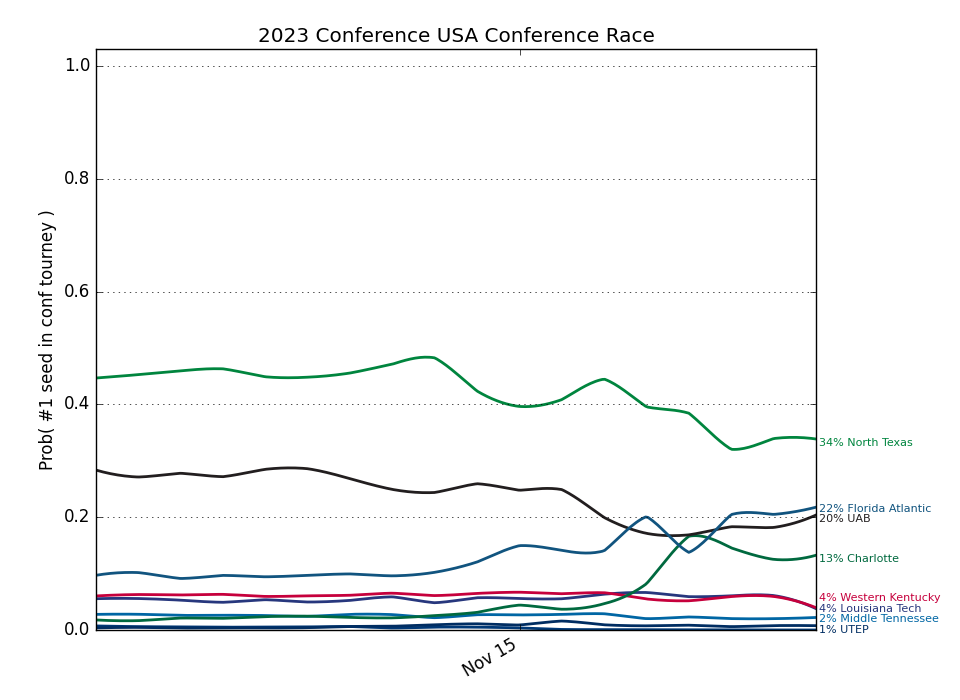 2023 Conference USA Conference Race
1.0
0.8
0.6
0.4
0.2
0.0
Prob( #1 seed in conf tourney )
Nov 15
34% North Texas
22% Florida Atlantic
20% UAB
13% Charlotte
4% Western Kentucky
4% Louisiana Tech
2% Middle Tennessee
1% UTEP